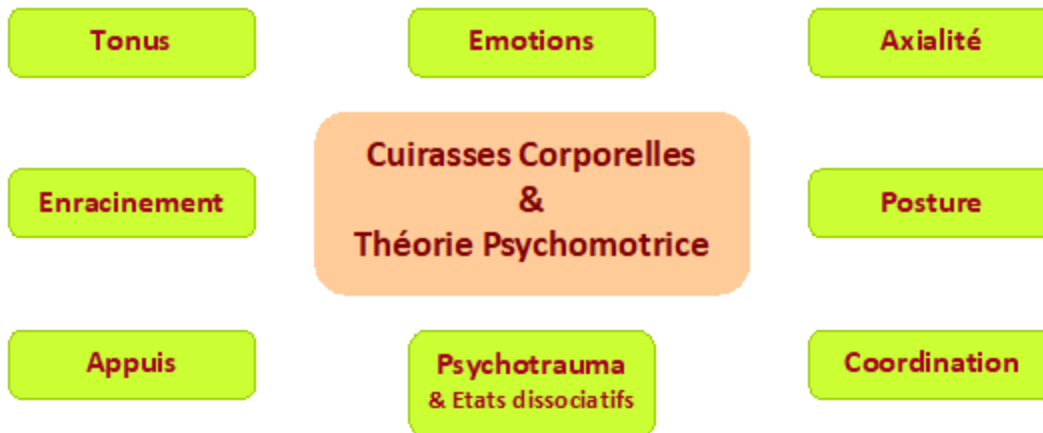 Tonus
Emotions
Axialité
Cuirasses Corporelles
&
Théorie Psychomotrice
Enracinement
Posture
Appuis
Psychotrauma
& Etats dissociatifs
Coordination